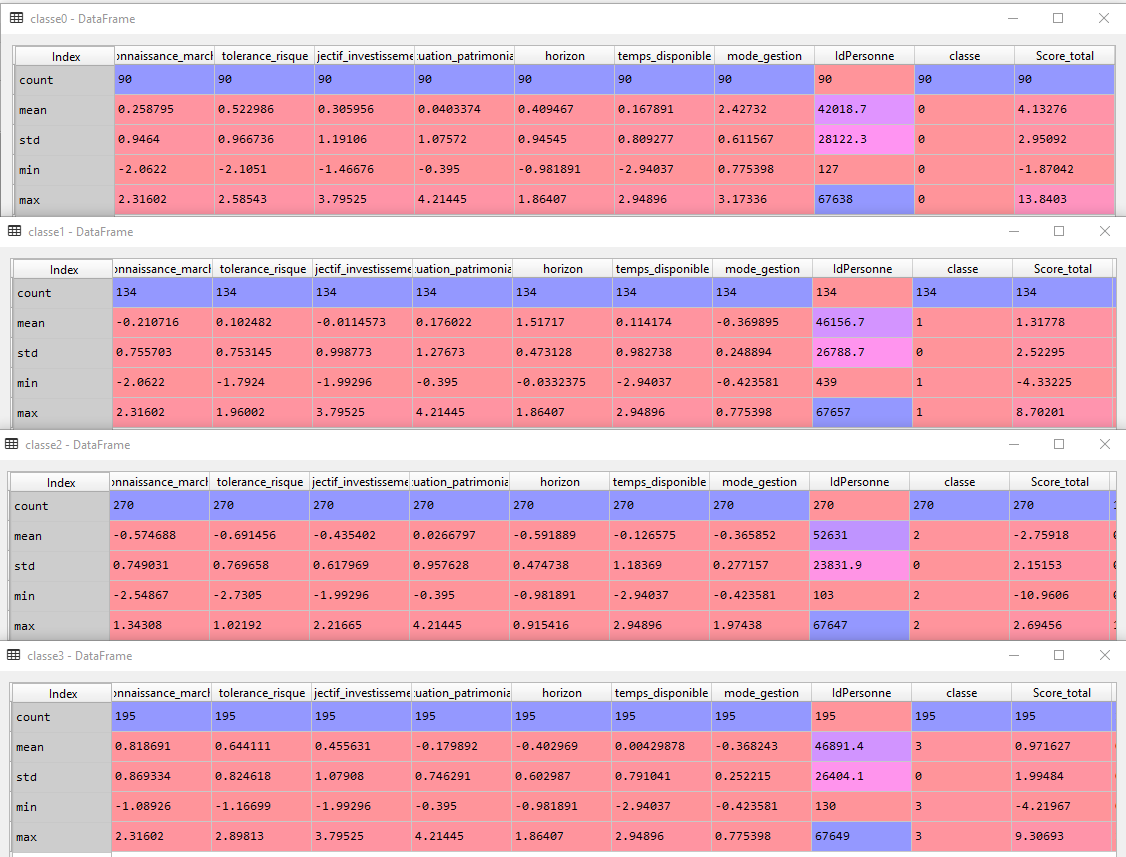 classe0 - DataFrame
Index onnaissance_march tolerance_risque jectif_investisseme tuation_patrimonia horizon temps_disponible mode_gestion IdPersonne classe Score_total
count 90 90 90 90 90 90 90 90 90 90
mean 0.258795 0.522986 0.305956 0.0403374 0.409467 0.167891 2.42732 42018.7 0 4.13276
std 0.9464 0.966736 1.19106 1.07572 0.94545 0.809277 0.611567 28122.3 0 2.95092
min -2.0622 -2.1051 -1.46676 -0.395 -0.981891 -2.94037 0.775398 127 0 -1.87042
max 2.31602 2.58543 3.79525 4.21445 1.86407 2.94896 3.17336 67638 0 13.8403
classe1 - DataFrame
Index onnaissance_march tolerance_risque jectif_investisseme tuation_patrimonia horizon temps_disponible mode_gestion IdPersonne classe Score_total
count 134 134 134 134 134 134 134 134 134 134
mean -0.210716 0.102482 -0.0114573 0.176022 1.51717 0.114174 -0.369895 46156.7 1 1.31778
std 0.755703 0.753145 0.998773 1.27673 0.473128 0.982738 0.248894 26788.7 0 2.52295
min -2.0622 -1.7924 -1.99296 -0.395 -0.0332375 -2.94037 -0.423581 439 1 -4.33225
max 2.31602 1.96002 3.79525 4.21445 1.86407 2.94896 0.775398 67657 1 8.70201
classe2 - DataFrame
Index onnaissance_march tolerance_risque jectif_investisseme tuation_patrimonia horizon temps_disponible mode_gestion IdPersonne classe Score_total
count 270 270 270 270 270 270 270 270 270 270
mean -0.574688 -0.691456 -0.435402 0.0266797 -0.591889 -0.126575 -0.365852 52631 2 -2.75918
std 0.749031 0.769658 0.617969 0.957628 0.474738 1.18369 0.277157 23831.9 0 2.15153
min -2.54867 -2.7305 -1.99296 -0.395 -0.981891 -2.94037 -0.423581 103 2 -10.9606
max 1.34308 1.02192 2.21665 4.21445 0.915416 2.94896 1.97438 67647 2 2.69456
classe3 - DataFrame
Index onnaissance_march tolerance_risque jectif_investisseme tuation_patrimonia horizon temps_disponible mode_gestion IdPersonne classe Score_total
count 195 195 195 195 195 195 195 195 195 195
mean 0.818691 0.644111 0.455631 -0.179892 -0.402969 0.00429878 -0.368243 46891.4 3 0.971627
std 0.869334 0.824618 1.07908 0.746291 0.602987 0.791041 0.252215 26404.1 0 1.99484
min -1.08926 -1.16699 -1.99296 -0.395 -0.981891 -2.94037 -0.423581 130 3 -4.21967
max 2.31602 2.89813 3.79525 4.21445 1.86407 2.94896 0.775398 67649 3 9.30693